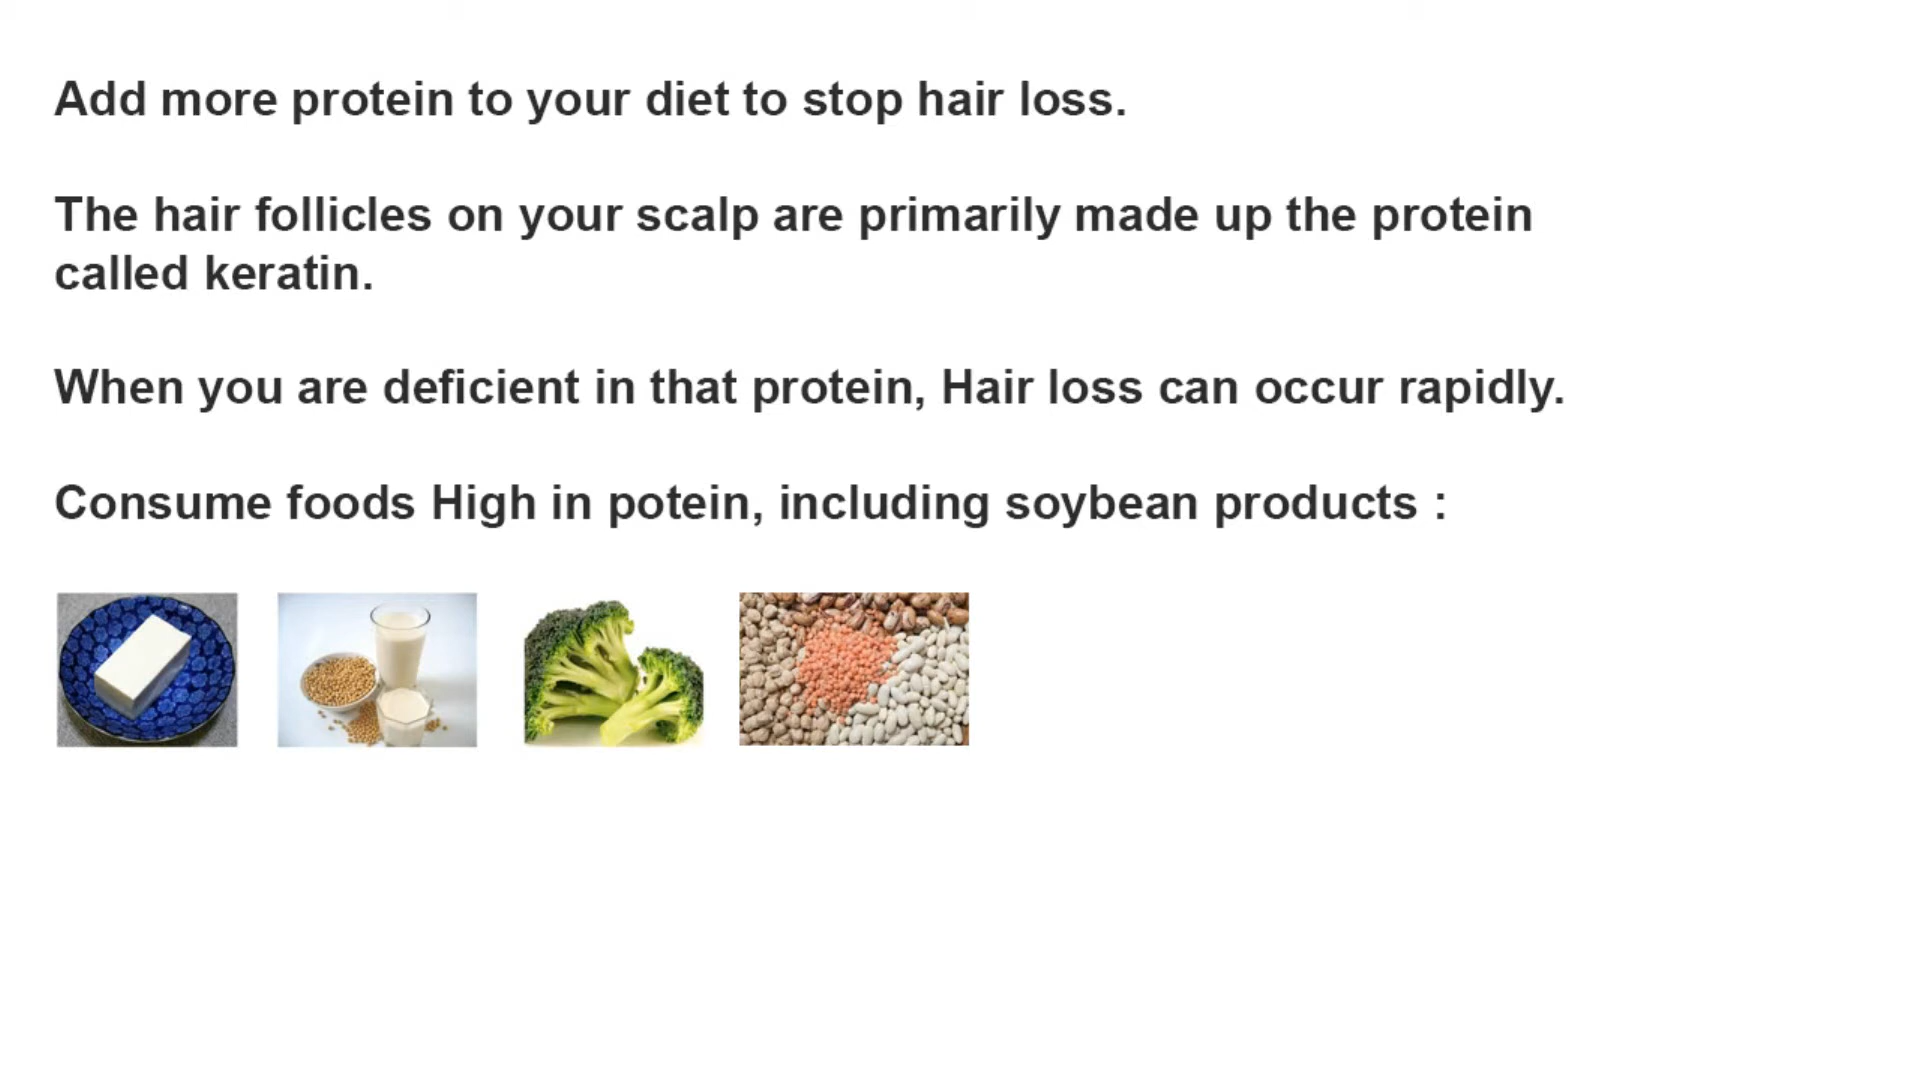 Add more protein to your diet to stop hair loss.
The hair follicles on your scalp are primarily made up the protein
called keratin.
When you are deficient in that protein, Hair loss can occur rapidly.
Consume foods High in potein, including soybean products :